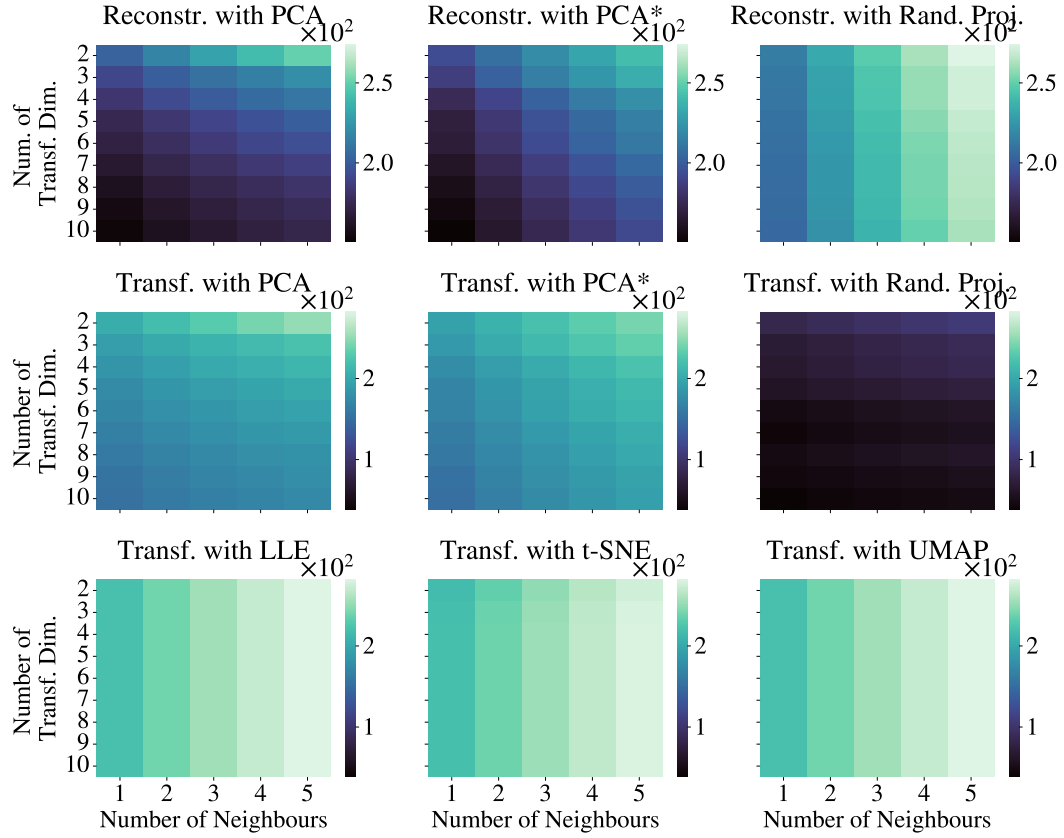 Reconstr. with PCA
×10²
Reconstr. with PCA*
×10²
Reconstr. with Rand. Proj.
×10²
Num. of
Transf. Dim.
2
3
4
5
6
7
8
9
10
2.5
2.0
2.5
2.0
2.5
2.0
Transf. with PCA
×10²
Transf. with PCA*
×10²
Transf. with Rand. Proj.
×10²
Number of
Transf. Dim.
2
3
4
5
6
7
8
9
10
2
1
2
1
2
1
Transf. with LLE
×10²
Transf. with t-SNE
×10²
Transf. with UMAP
×10²
Number of
Transf. Dim.
2
3
4
5
6
7
8
9
10
2
1
2
1
2
1
1 2 3 4 5
Number of Neighbours
1 2 3 4 5
Number of Neighbours
1 2 3 4 5
Number of Neighbours